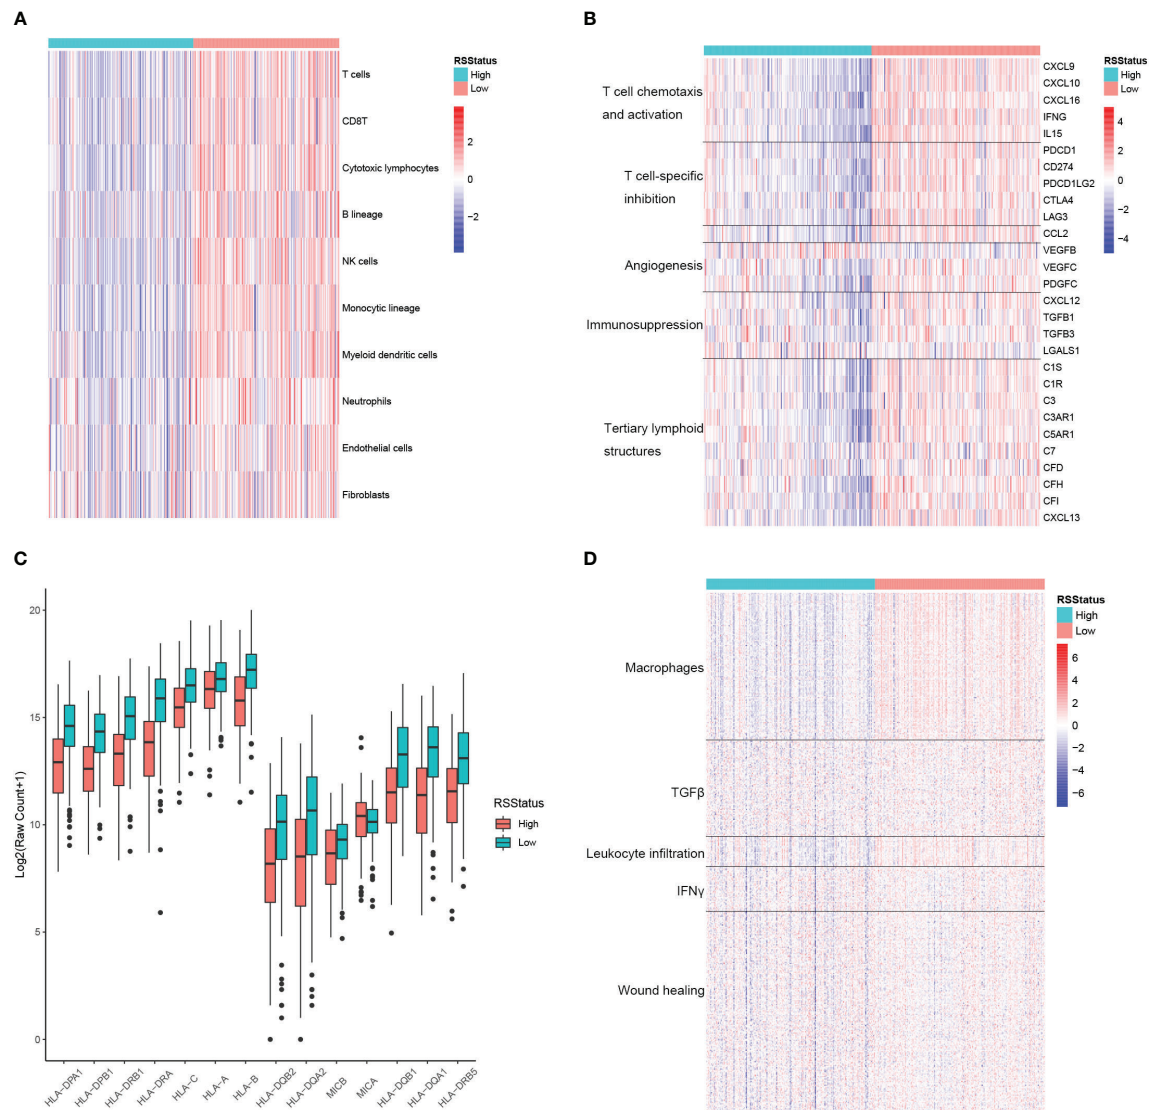 A
RSStatus
High
Low
2
0
−2
T cells
CD8T
Cytotoxic lymphocytes
B lineage
NK cells
Monocytic lineage
Myeloid dendritic cells
Neutrophils
Endothelial cells
Fibroblasts
B
RSStatus
High
Low
4
2
0
−2
−4
T cell chemotaxis
and activation
T cell-specific
inhibition
Angiogenesis
Immunosuppression
Tertiary lymphoid
structures
CXCL9
CXCL10
CXCL16
IFNG
IL15
PDCD1
CD274
PDCD1LG2
CTLA4
LAG3
CCL2
VEGFB
VEGFC
PDGFC
CXCL12
TGFB1
TGFB3
LGALS1
C1S
C1R
C3
C3AR1
C5AR1
C7
CFD
CFH
CFI
CXCL13
C
Log2(Raw Count+1)
20
15
10
5
0
HLA−DPA1
HLA−DPB1
HLA−DRB1
HLA−DRA
HLA−C
HLA−A
HLA−B
HLA−DQB2
HLA−DQA2
MICB
MICA
HLA−DQB1
HLA−DQA1
HLA−DRB5
RSStatus
High
Low
D
RSStatus
High
Low
6
4
2
0
−2
−4
−6
Macrophages
TGFβ
Leukocyte infiltration
IFNγ
Wound healing